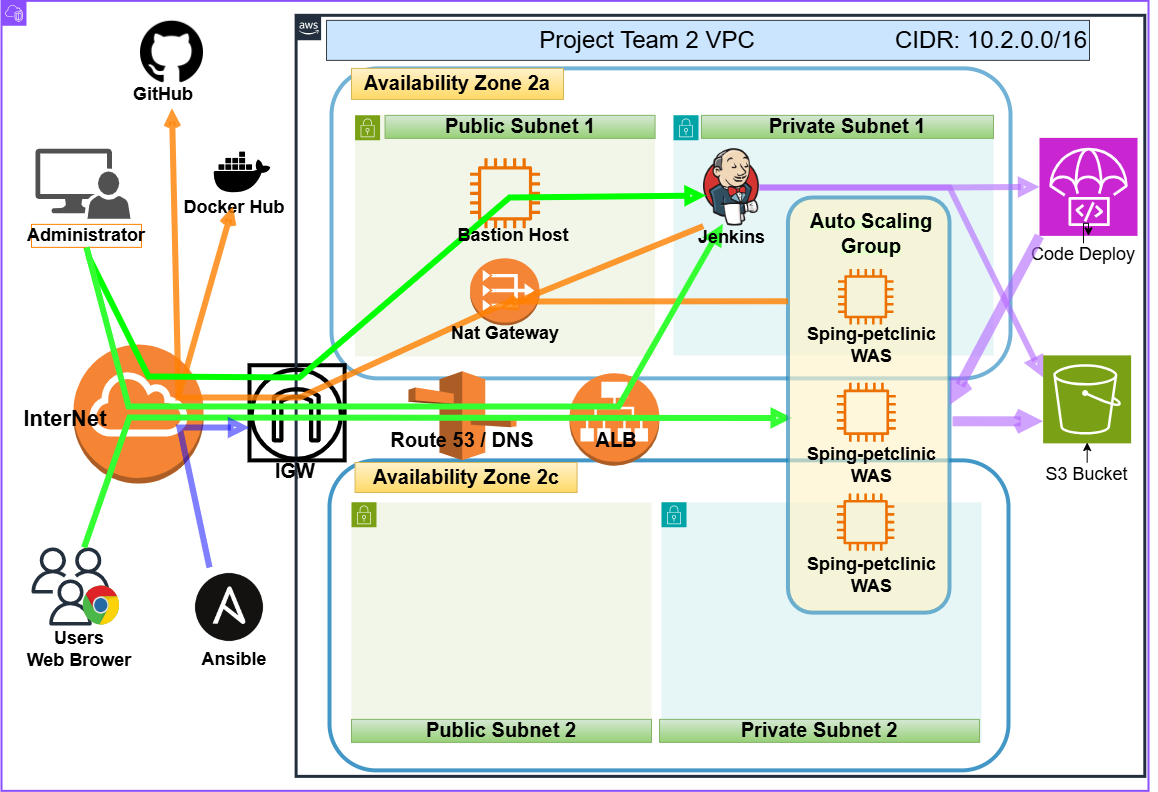 aws
Project Team 2 VPC
CIDR: 10.2.0.0/16
GitHub
Availability Zone 2a
Public Subnet 1
Private Subnet 1
Docker Hub
Administrator
Bastion Host
Jenkins
Auto Scaling
Group
Code Deploy
Nat Gateway
Sping-petclinic
WAS
InterNet
Route 53 / DNS
ALB
IGW
Sping-petclinic
WAS
S3 Bucket
Availability Zone 2c
Sping-petclinic
WAS
Users
Web Brower
Ansible
Public Subnet 2
Private Subnet 2